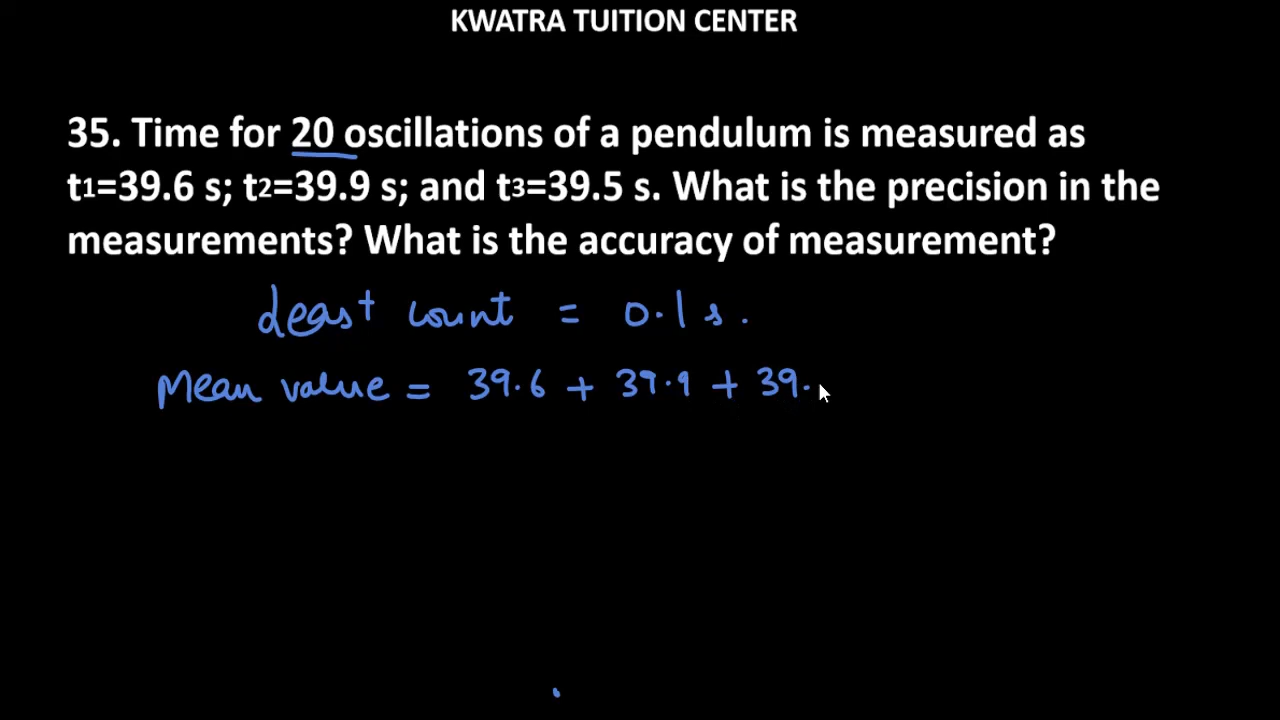 KWATRA TUITION CENTER
35. Time for 20 oscillations of a pendulum is measured as
t1=39.6 s; t2=39.9 s; and t3=39.5 s. What is the precision in the
measurements? What is the accuracy of measurement?
Least count = 0.1 s.
Mean value = 39.6 + 39.9 + 39.